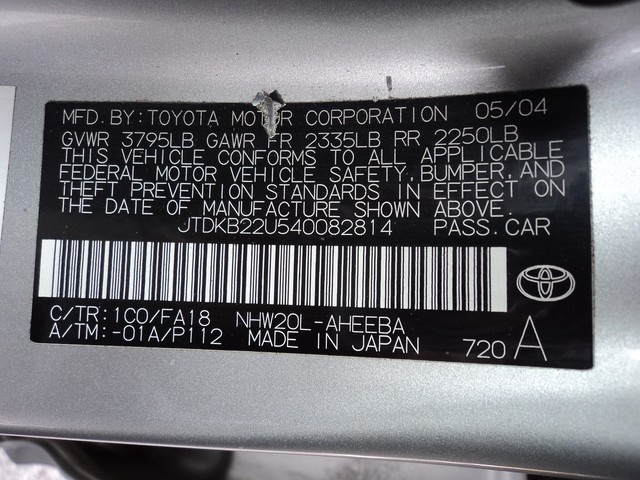 MFD.BY:TOYOTA MOTOR CORPORATION 05/04
GVWR 3795LB GAWR FR 2335LB RR 2250LB
THIS VEHICLE CONFORMS TO ALL APPLICABLE
FEDERAL MOTOR VEHICLE SAFETY,BUMPER,AND
THEFT PREVENTION STANDARDS IN EFFECT ON
THE DATE OF MANUFACTURE SHOWN ABOVE.
JTDKB22U540082814 PASS.CAR
C/TR:1C0/FA18 NHW20L-AHEEBA
A/TM:-01A/P112 MADE IN JAPAN 720 A